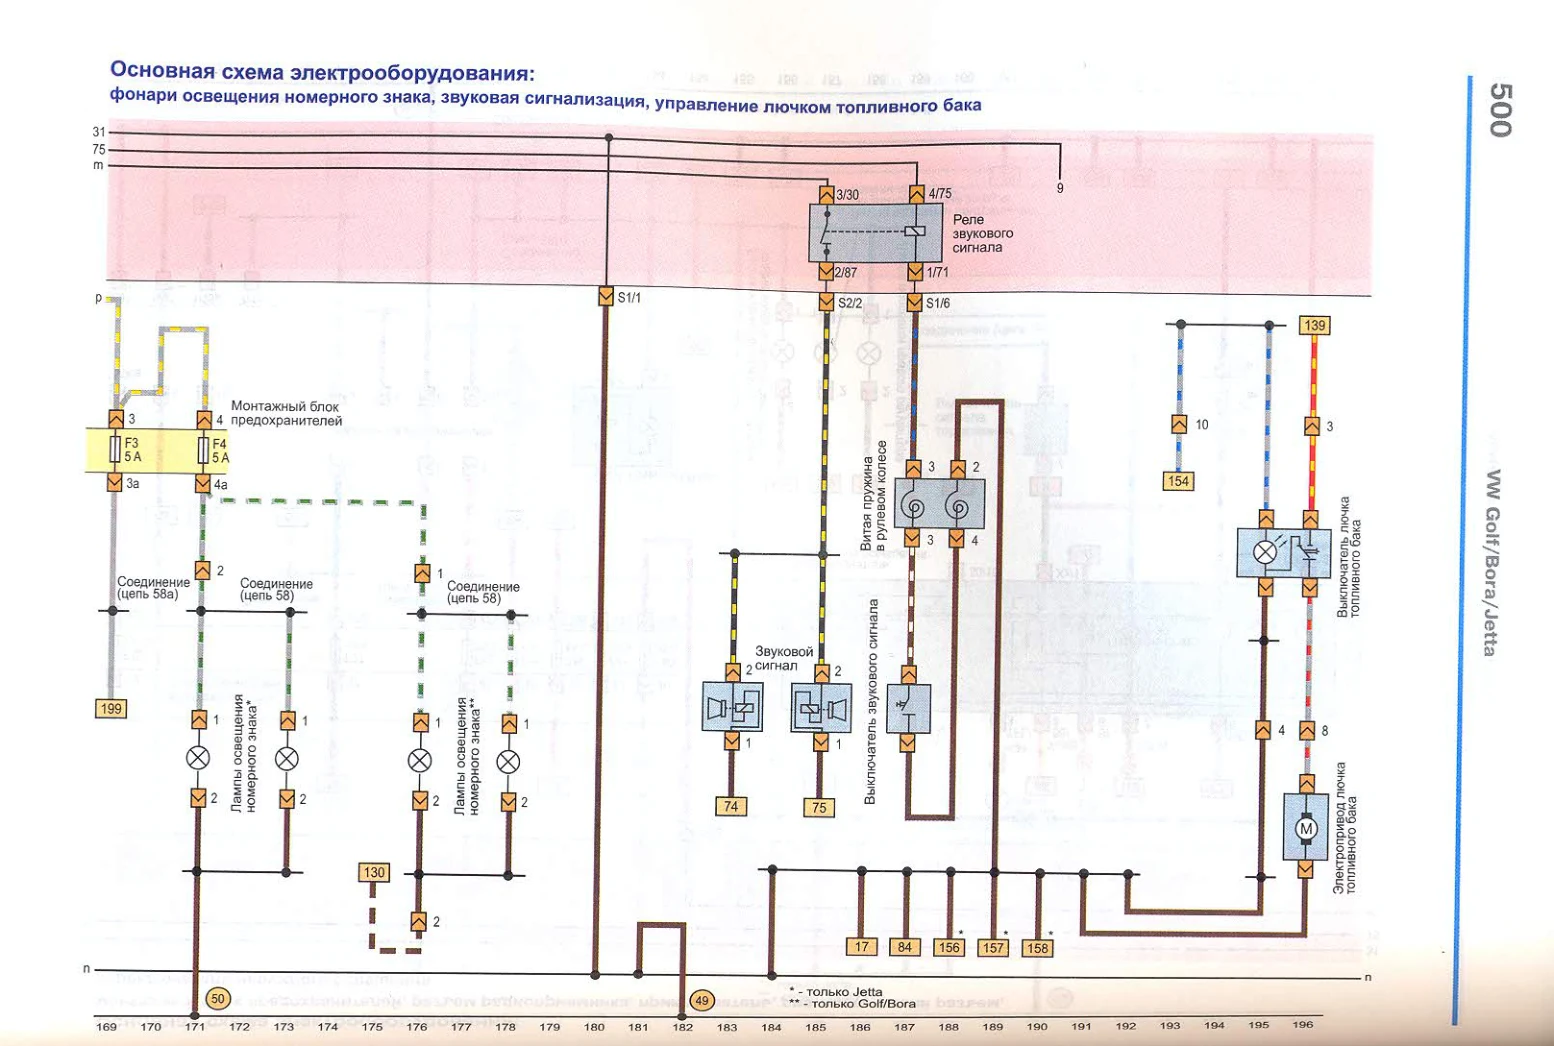 Основная схема электрооборудования:
фонари освещения номерного знака, звуковая сигнализация, управление лючком топливного бака
500
VW Golf/Bora/Jetta
31
75
m
9
3/30
4/75
Реле
звукового
сигнала
2/87
1/71
S1/1
S2/2
S1/6
p
3
4
Монтажный блок
предохранителей
F3
5 A
F4
5 A
3a
4a
139
10
3
154
Витая пружина
в рулевом колесе
3
2
3
4
Выключатель лючка
топливного бака
2
1
Соединение
(цепь 58a)
Соединение
(цепь 58)
Соединение
(цепь 58)
199
Звуковой
сигнал
2
2
1
1
74
75
Выключатель звукового сигнала
1
1
1
1
Лампы освещения
номерного знака*
Лампы освещения
номерного знака**
2
2
2
2
4
8
M
Электропривод лючка
топливного бака
130
2
17
84
156
*
157
*
158
*
n
n
50
49
* - только Jetta
** - только Golf/Bora
169 170 171 172 173 174 175 176 177 178 179 180 181 182 183 184 185 186 187 188 189 190 191 192 193 194 195 196